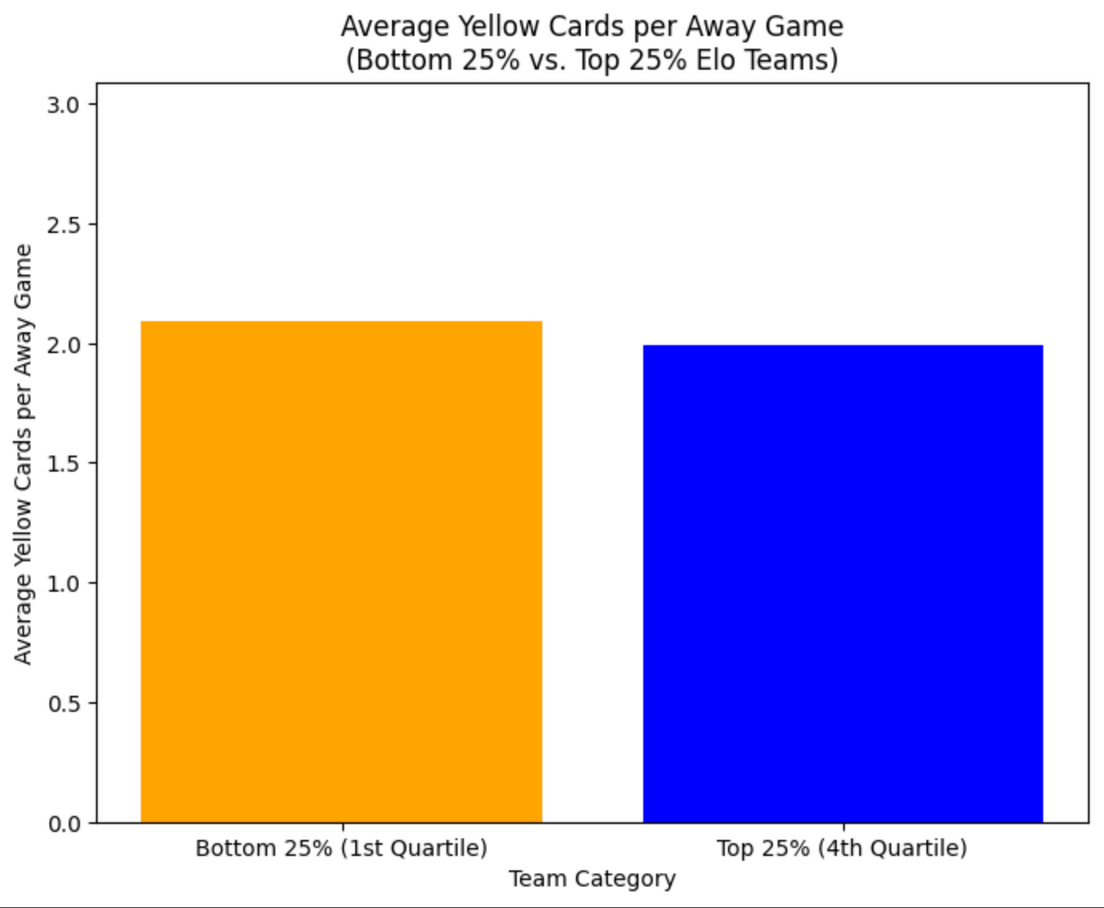 Average Yellow Cards per Away Game
(Bottom 25% vs. Top 25% Elo Teams)
Average Yellow Cards per Away Game
3.0
2.5
2.0
1.5
1.0
0.5
0.0
Bottom 25% (1st Quartile)
Top 25% (4th Quartile)
Team Category